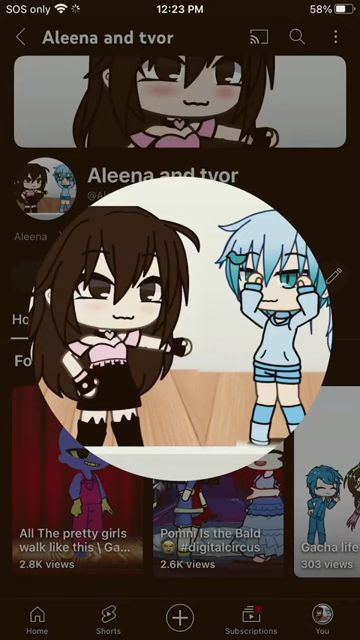 SOS only
12:23 PM
58%
Aleena and tvor
Aleena and tvor
Aleena
Ho
Fo
All The pretty girls
walk like this \ Ga...
2.8K views
Pomni Is the Bald
#digitalcircus
2.6K views
Gacha life
303 views
Home
Shorts
Subscriptions
You